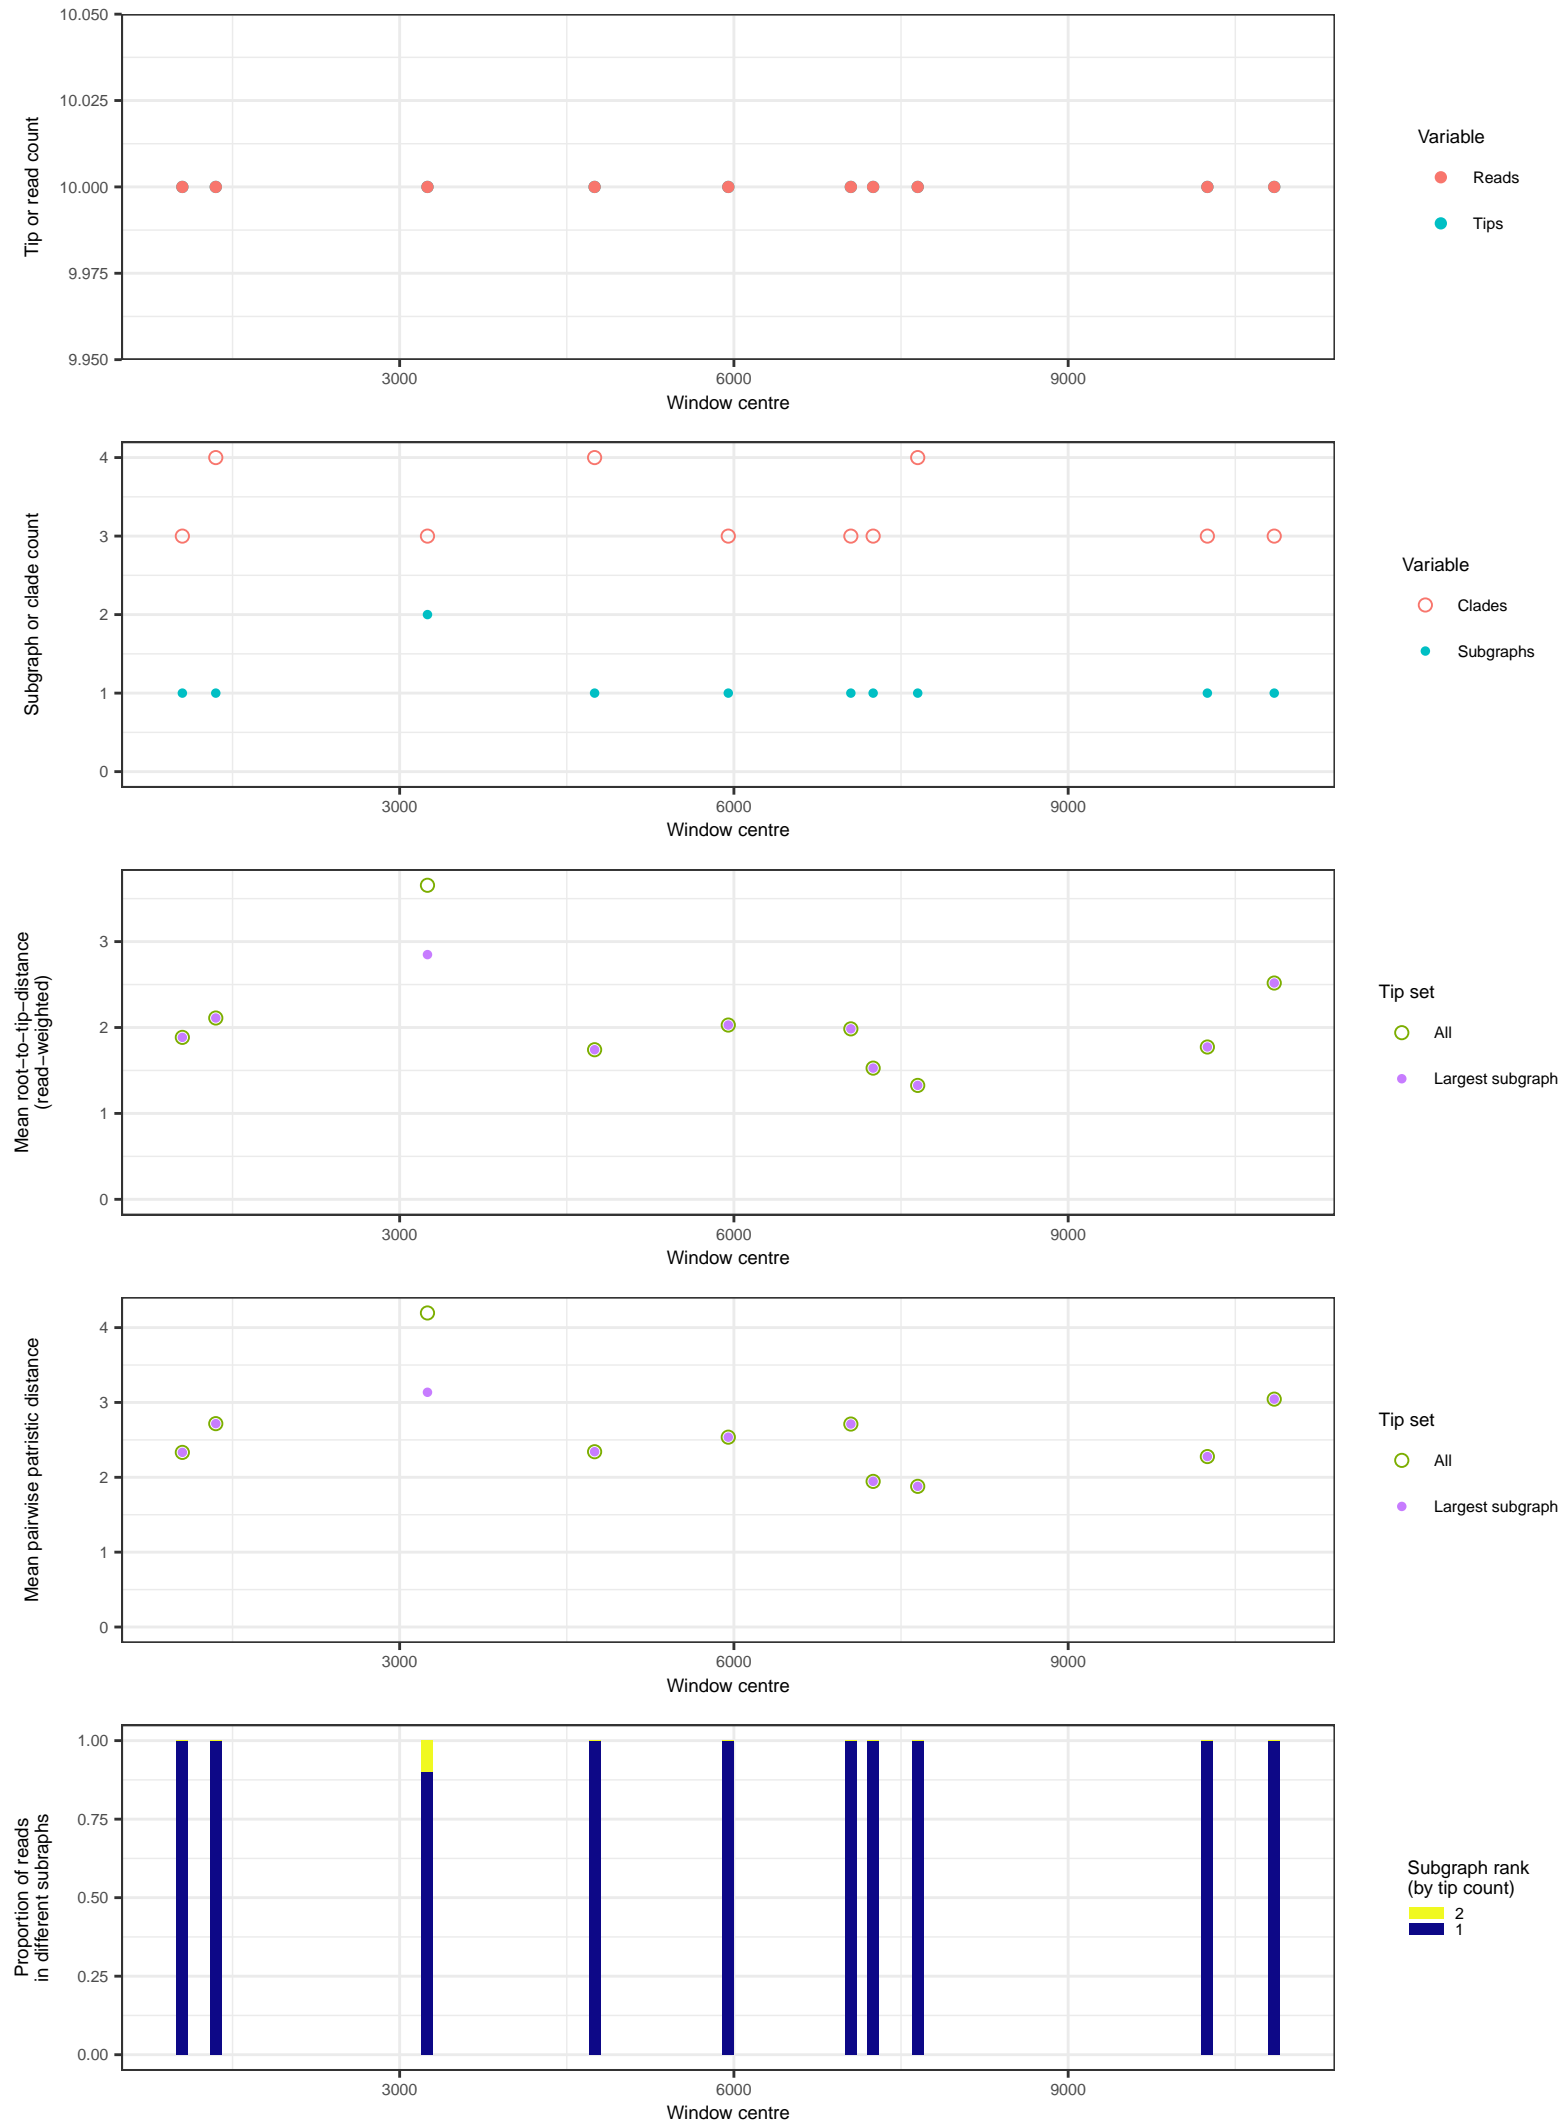 10.050
10.025
10.000
9.975
9.950
Tip or read count
3000
6000
9000
Window centre
Variable
Reads
Tips
4
3
2
1
0
Subgraph or clade count
3000
6000
9000
Window centre
Variable
Clades
Subgraphs
3
2
1
0
Mean root−to−tip−distance
(read−weighted)
3000
6000
9000
Window centre
Tip set
All
Largest subgraph
4
3
2
1
0
Mean pairwise patristic distance
3000
6000
9000
Window centre
Tip set
All
Largest subgraph
1.00
0.75
0.50
0.25
0.00
Proportion of reads
in different subraphs
3000
6000
9000
Window centre
Subgraph rank
(by tip count)
2
1